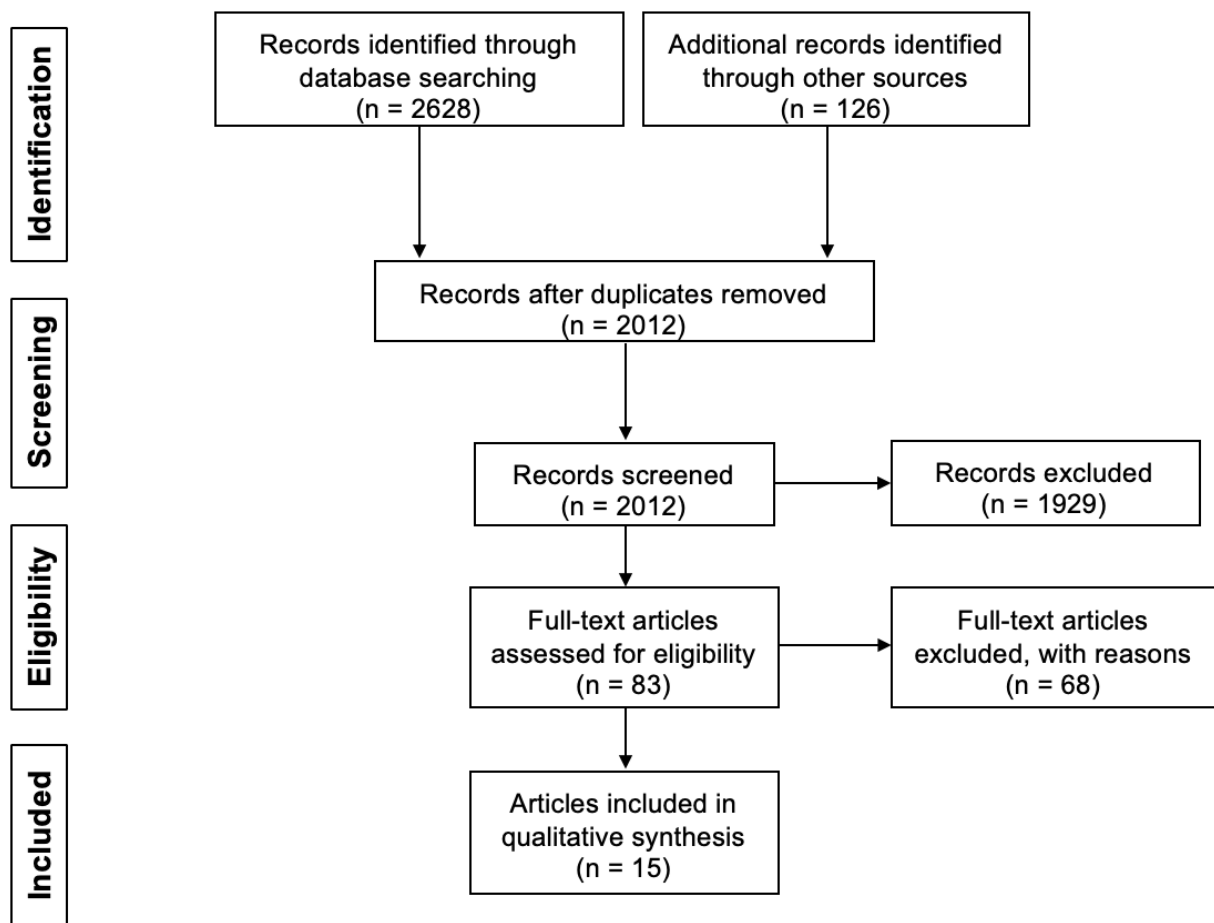 Identification
Records identified through
database searching
(n = 2628)
Additional records identified
through other sources
(n = 126)
Records after duplicates removed
(n = 2012)
Screening
Records screened
(n = 2012)
Records excluded
(n = 1929)
Eligibility
Full-text articles
assessed for eligibility
(n = 83)
Full-text articles
excluded, with reasons
(n = 68)
Included
Articles included in
qualitative synthesis
(n = 15)